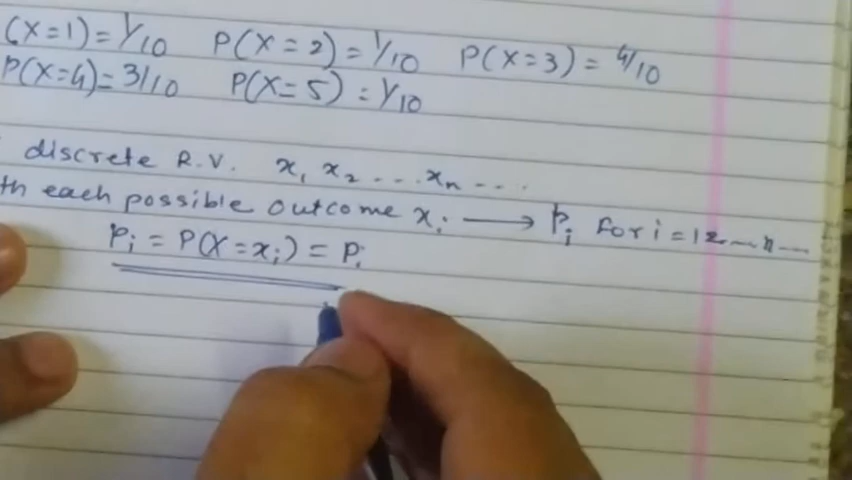 (X=1)=1/10 P(X=2)=1/10 P(X=3)=4/10
P(X=4)=3/10 P(X=5)=1/10
discrete R.V. x₁ x₂ ... xₙ ....
th each possible outcome xᵢ ⟶ pᵢ for i=1 2...n...
Pᵢ = P(X=xᵢ) = Pᵢ